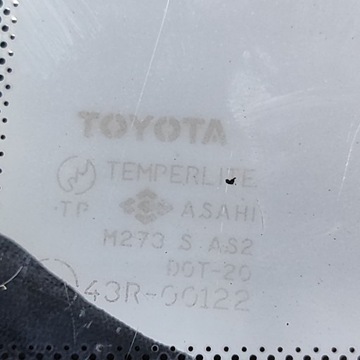 TOYOTA
TEMPERLITE
TP ASAHI
M273 S AS2
DOT-20
43R-00122